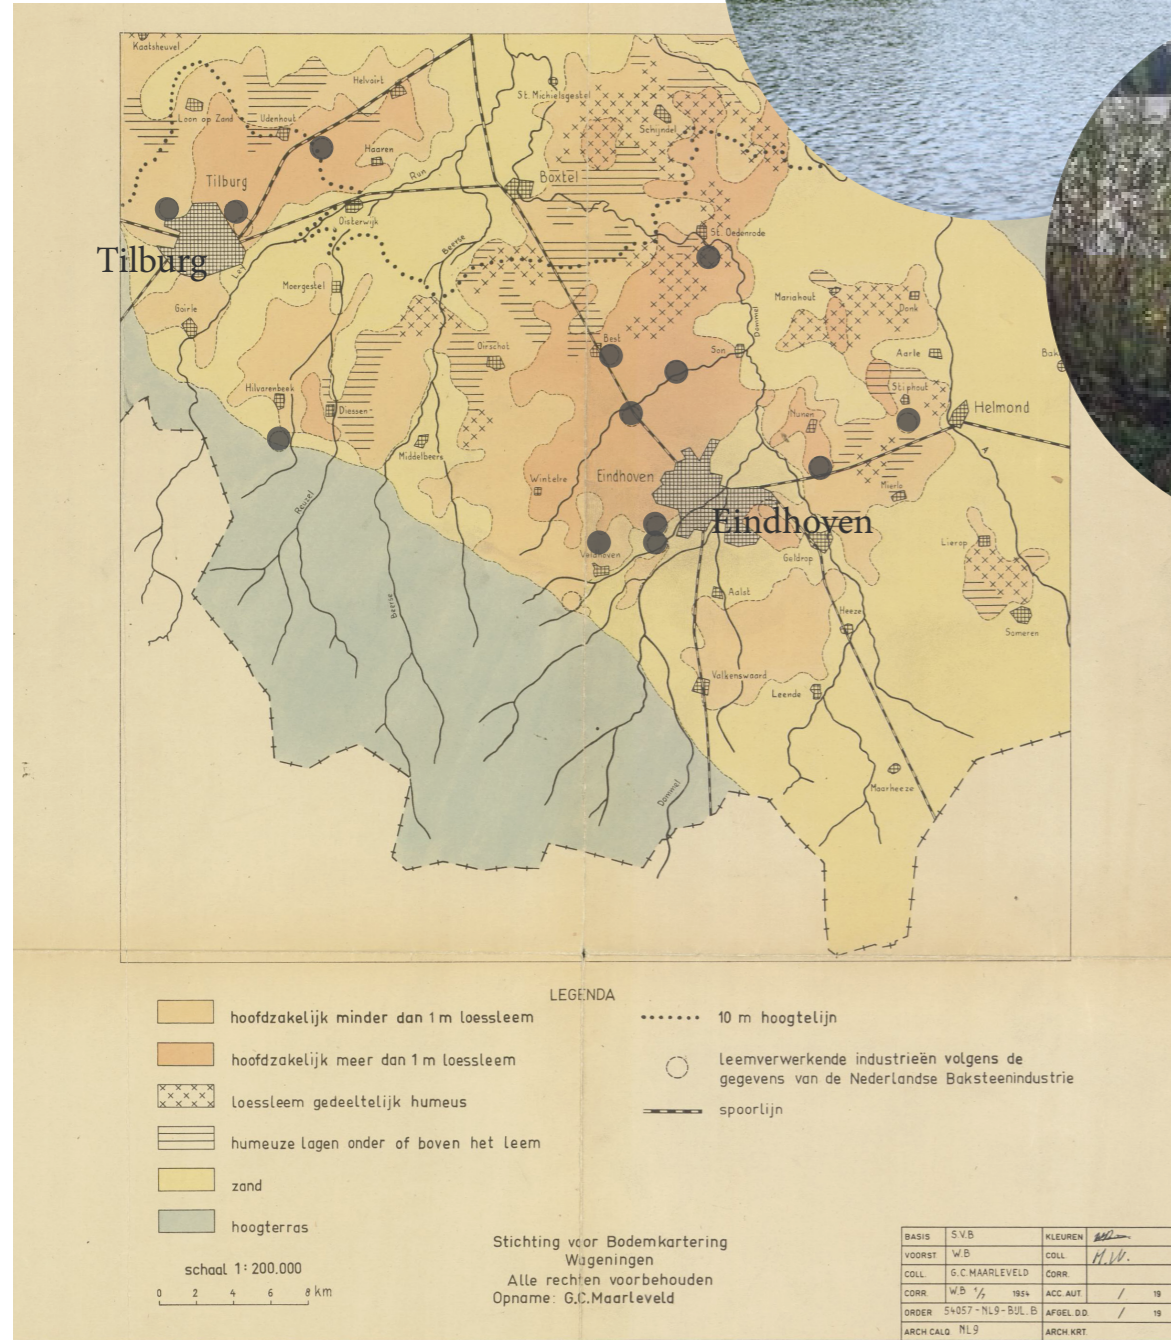 Kaatsheuvel
Helvoirt
Loon op Zand
Udenhout
St. Michielsgestel
Schijndel
Haaren
Tilburg
Run
Boxtel
Oisterwijk
St. Oedenrode
Tilburg
Ley
Beerse
Moergestel
Mariahout
Donk
Goirle
Dommel
Oirschot
Best
Son
Aarle
Bak
Hilvarenbeek
Stiphout
Diessen
Nunen
Helmond
Middelbeers
A
Wintelre
Eindhoven
Mierlo
Reuzel
Eindhoven
Veldhoven
Geldrop
Lierop
Aalst
Beerse
Heeze
Someren
Valkenswaard
Leende
Dommel
Maarheeze
LEGENDA
hoofdzakelijk minder dan 1 m loessleem
hoofdzakelijk meer dan 1 m loessleem
loessleem gedeeltelijk humeus
humeuze lagen onder of boven het leem
zand
hoogterras
10 m hoogtelijn
leemverwerkende industrieën volgens de
gegevens van de Nederlandse Baksteenindustrie
spoorlijn
schaal 1: 200.000
0 2 4 6 8 km
Stichting voor Bodemkartering
Wageningen
Alle rechten voorbehouden
Opname: G.C.Maarleveld
BASIS S.V.B KLEUREN
VOORST W.B COLL. H.W.
COLL. G.C.MAARLEVELD CORR.
CORR. W.B 1954 ACC. AUT. / 19
ORDER 54057-NL9-BIJL.B AFGEL.D.D. / 19
ARCH CALQ NL9 ARCH.KRT.